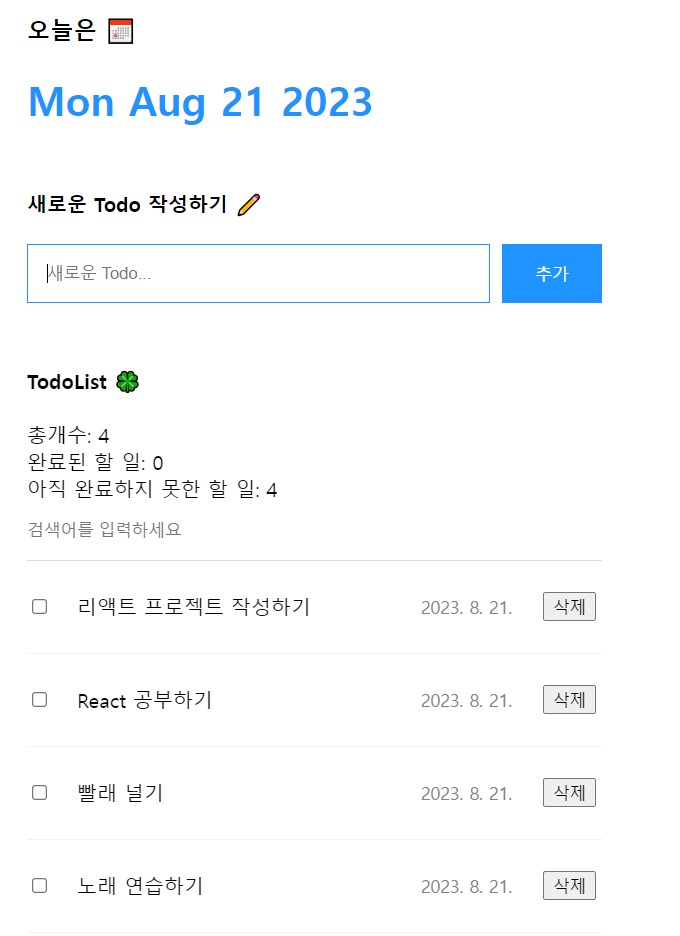 오늘은 📅
Mon Aug 21 2023
새로운 Todo 작성하기 ✏️
새로운 Todo...
추가
TodoList 🍀
총개수: 4
완료된 할 일: 0
아직 완료하지 못한 할 일: 4
검색어를 입력하세요
리액트 프로젝트 작성하기 2023. 8. 21. 삭제
React 공부하기 2023. 8. 21. 삭제
빨래 널기 2023. 8. 21. 삭제
노래 연습하기 2023. 8. 21. 삭제